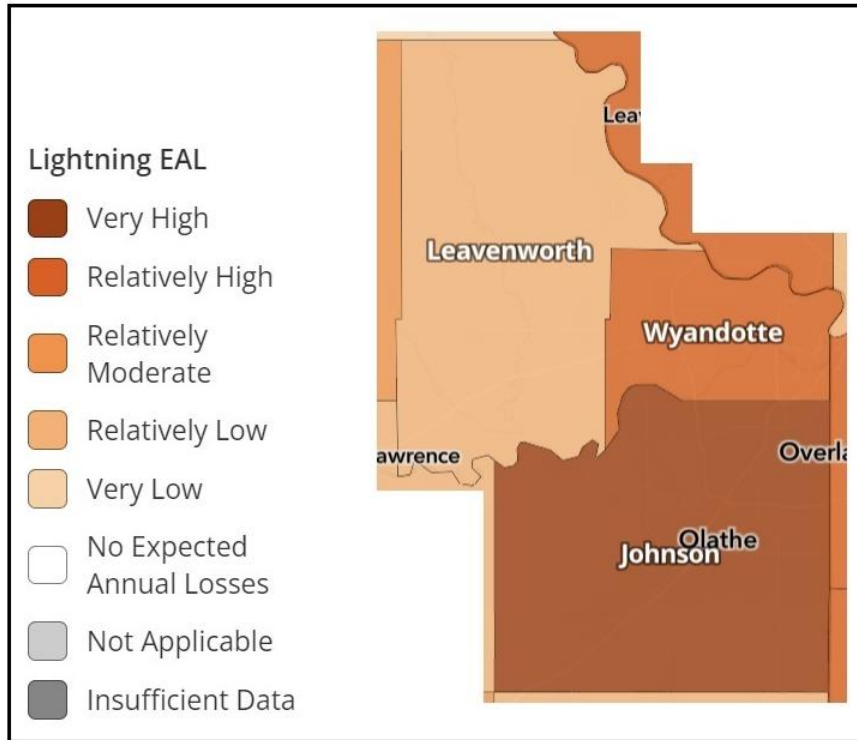 Lightning EAL
Very High
Relatively High
Relatively
Moderate
Relatively Low
Very Low
No Expected
Annual Losses
Not Applicable
Insufficient Data
Lea
Leavenworth
Wyandotte
awrence
Overla
Olathe
Johnson